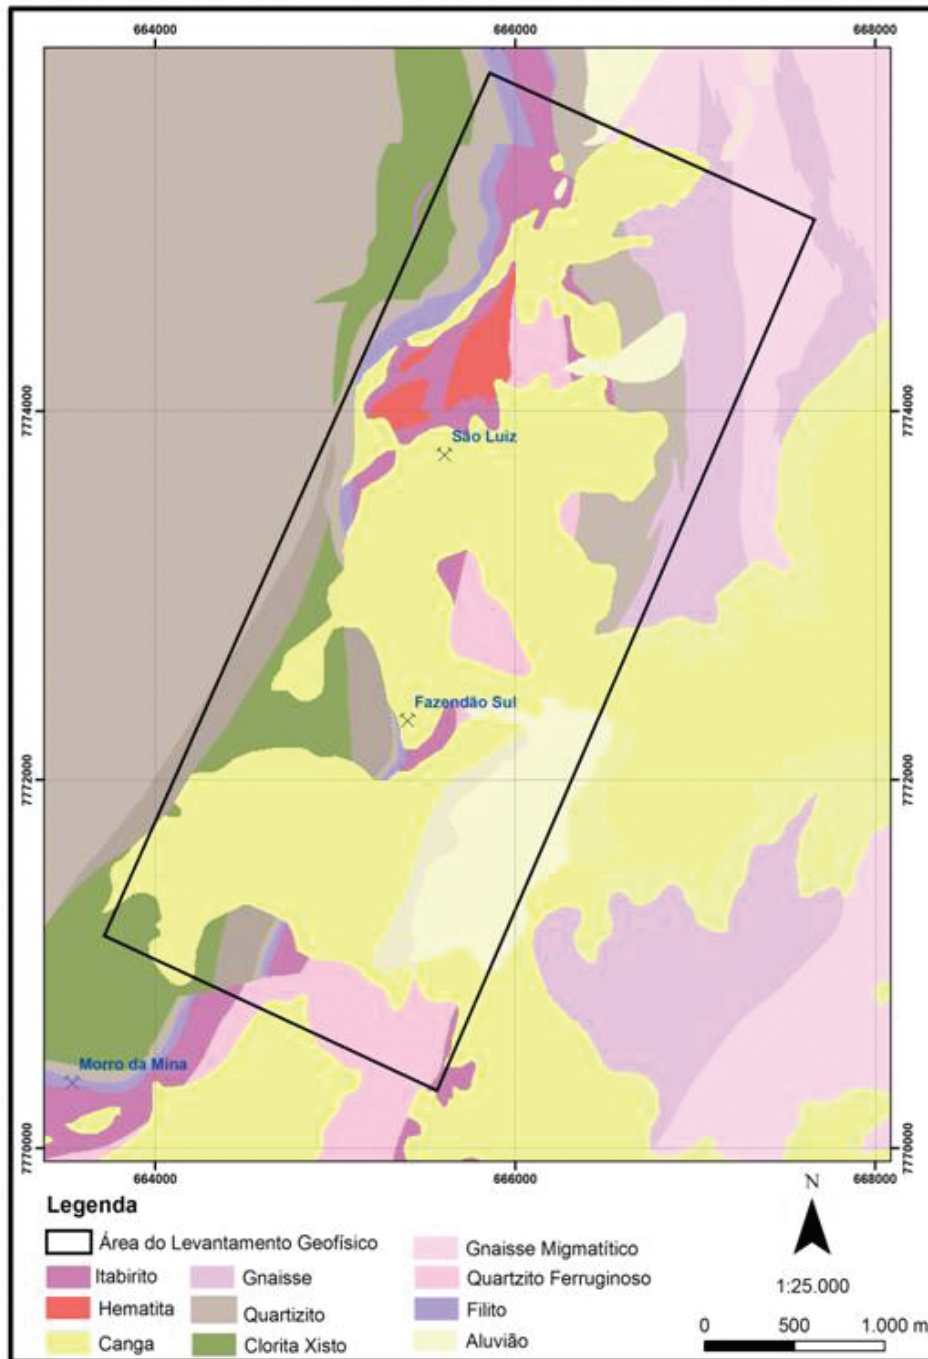 664000 666000 668000
7774000 7774000
São Luiz
Fazendão Sul
7772000 7772000
Morro da Mina
7770000 7770000
664000 666000 668000
Legenda
Área do Levantamento Geofísico
Itabirito
Hematita
Canga
Gnaisse
Quartizito
Clorita Xisto
Gnaisse Migmatítico
Quartzito Ferruginoso
Filito
Aluvião
N
1:25.000
0 500 1.000 m